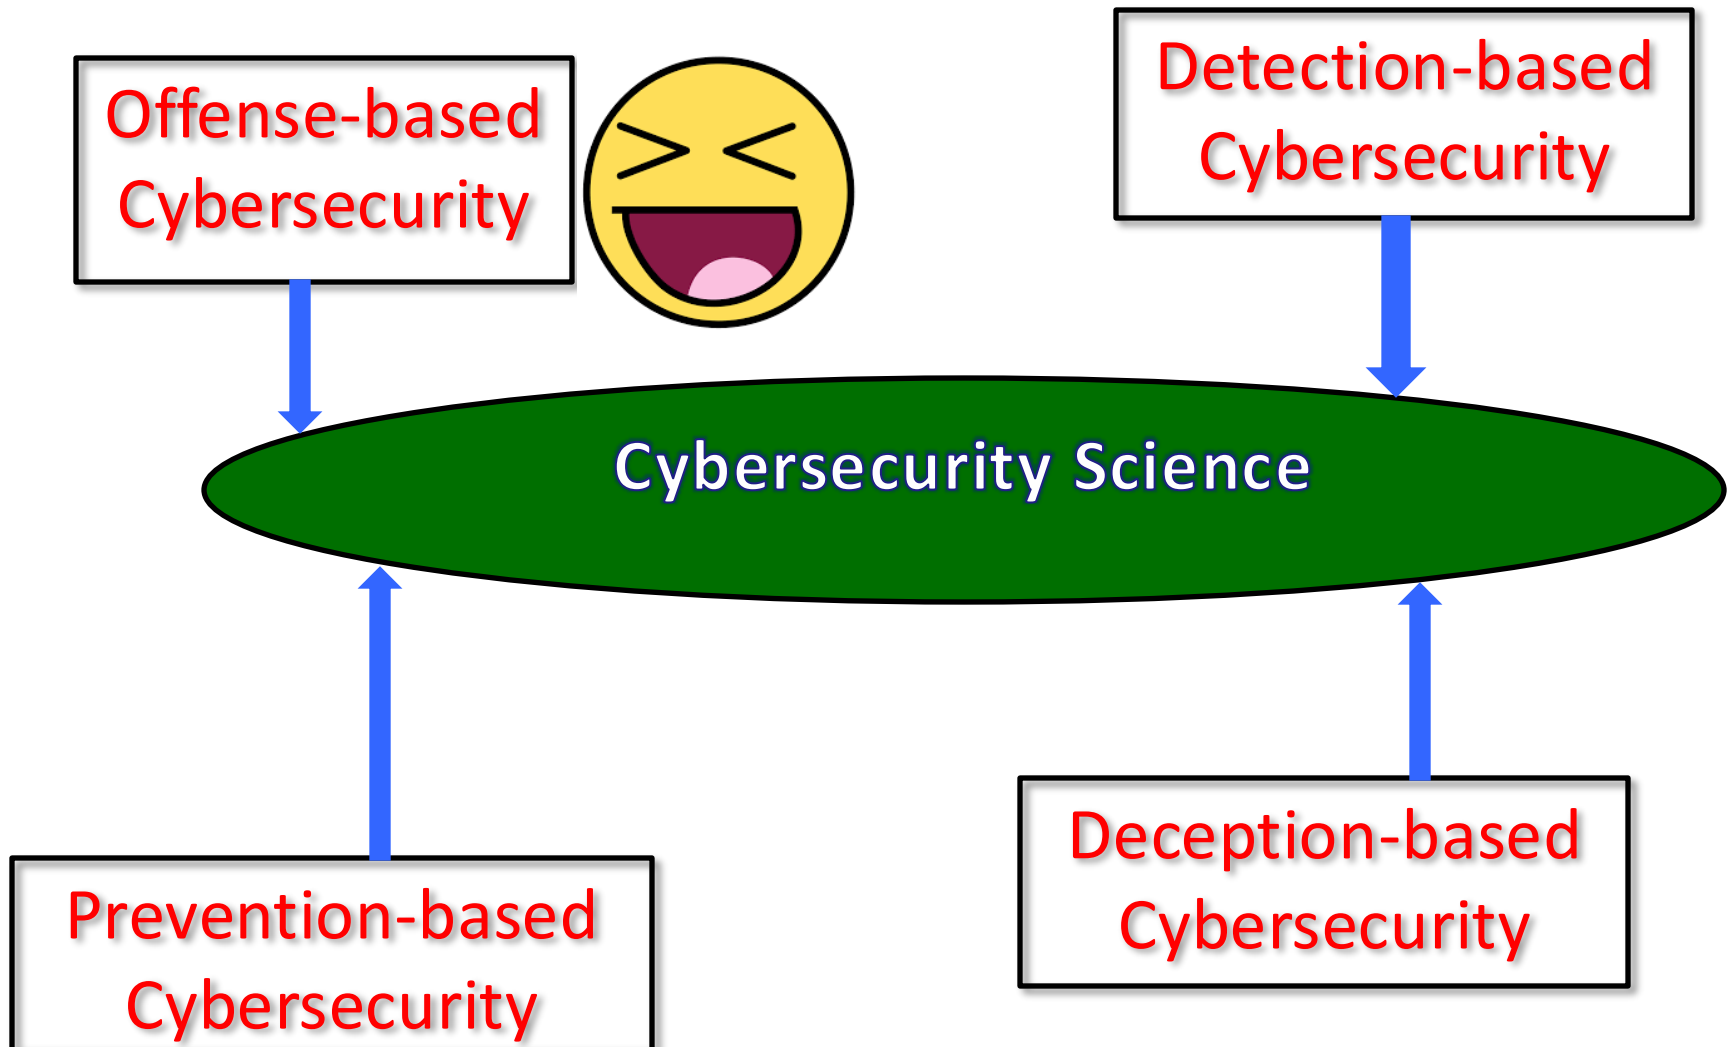 Offense-based
Cybersecurity
Detection-based
Cybersecurity
Cybersecurity Science
Prevention-based
Cybersecurity
Deception-based
Cybersecurity